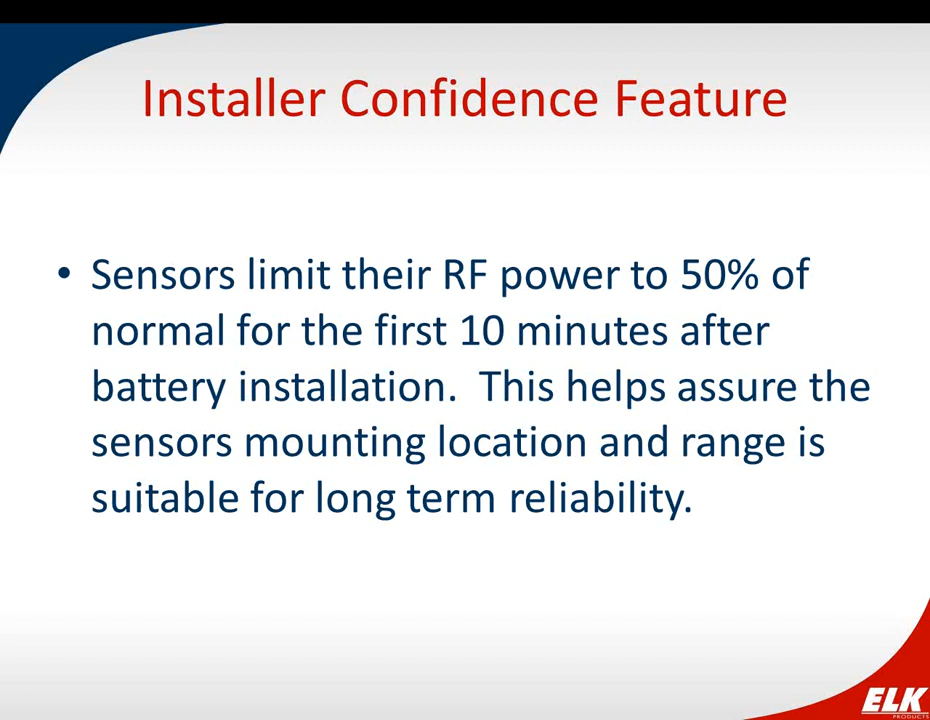 Installer Confidence Feature
• Sensors limit their RF power to 50% of
normal for the first 10 minutes after
battery installation.  This helps assure the
sensors mounting location and range is
suitable for long term reliability.
ELK
PRODUCTS